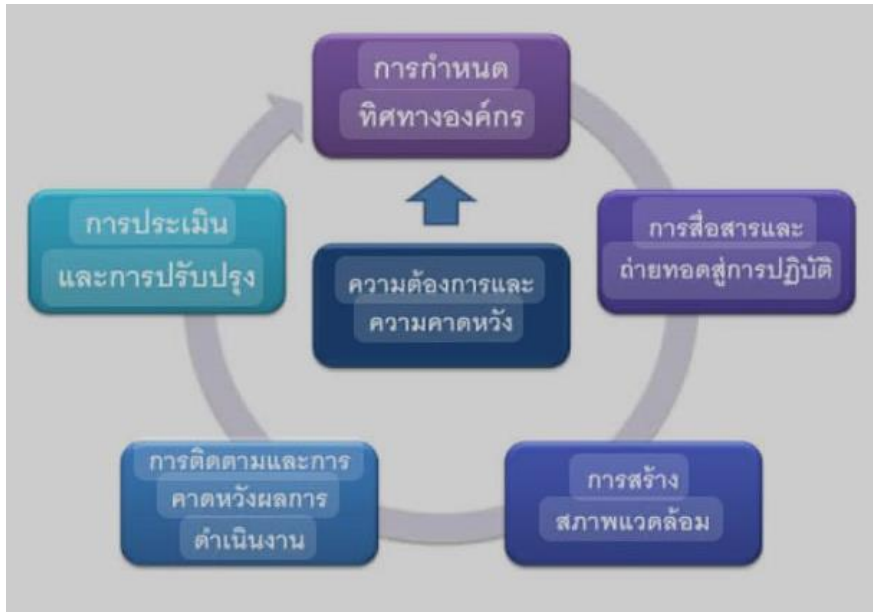 การกำหนด
ทิศทางองค์กร
การสื่อสารและ
ถ่ายทอดสู่การปฏิบัติ
การสร้าง
สภาพแวดล้อม
การติดตามและการ
คาดหวังผลการ
ดำเนินงาน
การประเมิน
และการปรับปรุง
ความต้องการและ
ความคาดหวัง